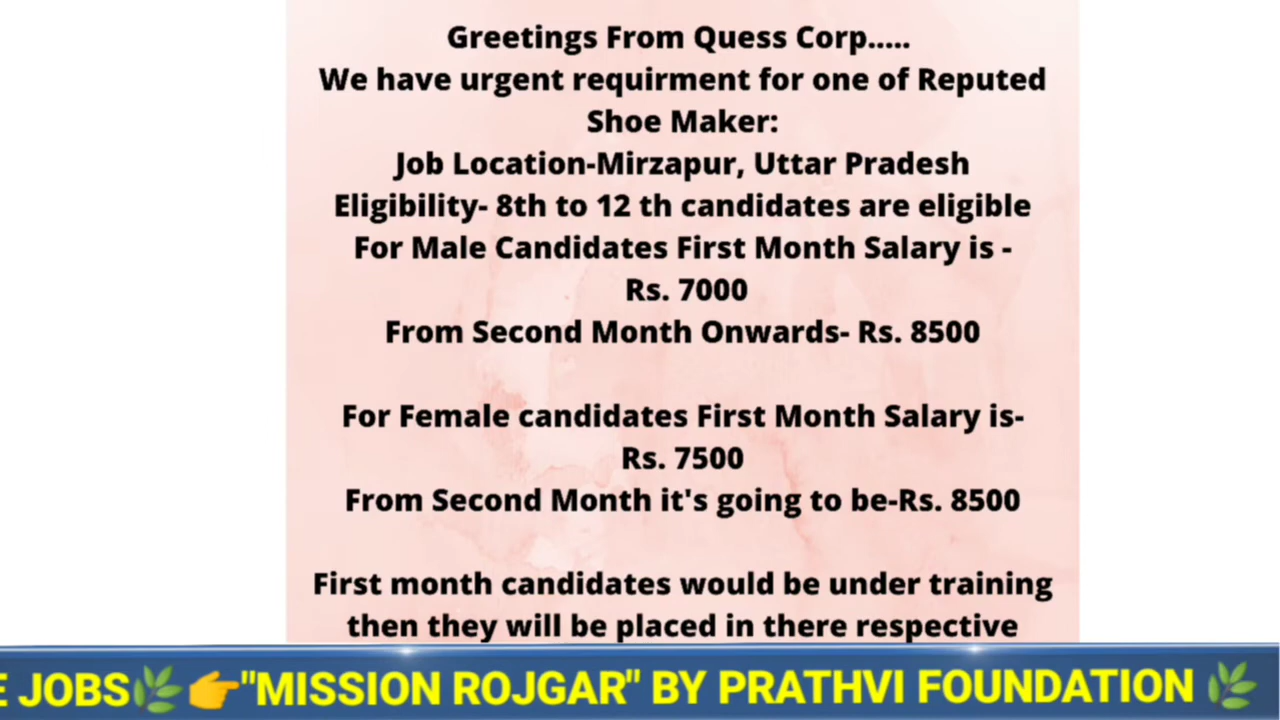 Greetings From Quess Corp.....
We have urgent requirment for one of Reputed
Shoe Maker:
Job Location-Mirzapur, Uttar Pradesh
Eligibility- 8th to 12 th candidates are eligible
For Male Candidates First Month Salary is -
Rs. 7000
From Second Month Onwards- Rs. 8500
For Female candidates First Month Salary is-
Rs. 7500
From Second Month it's going to be-Rs. 8500
First month candidates would be under training
then they will be placed in there respective
E JOBS🌿👉"MISSION ROJGAR" BY PRATHVI FOUNDATION 🌿